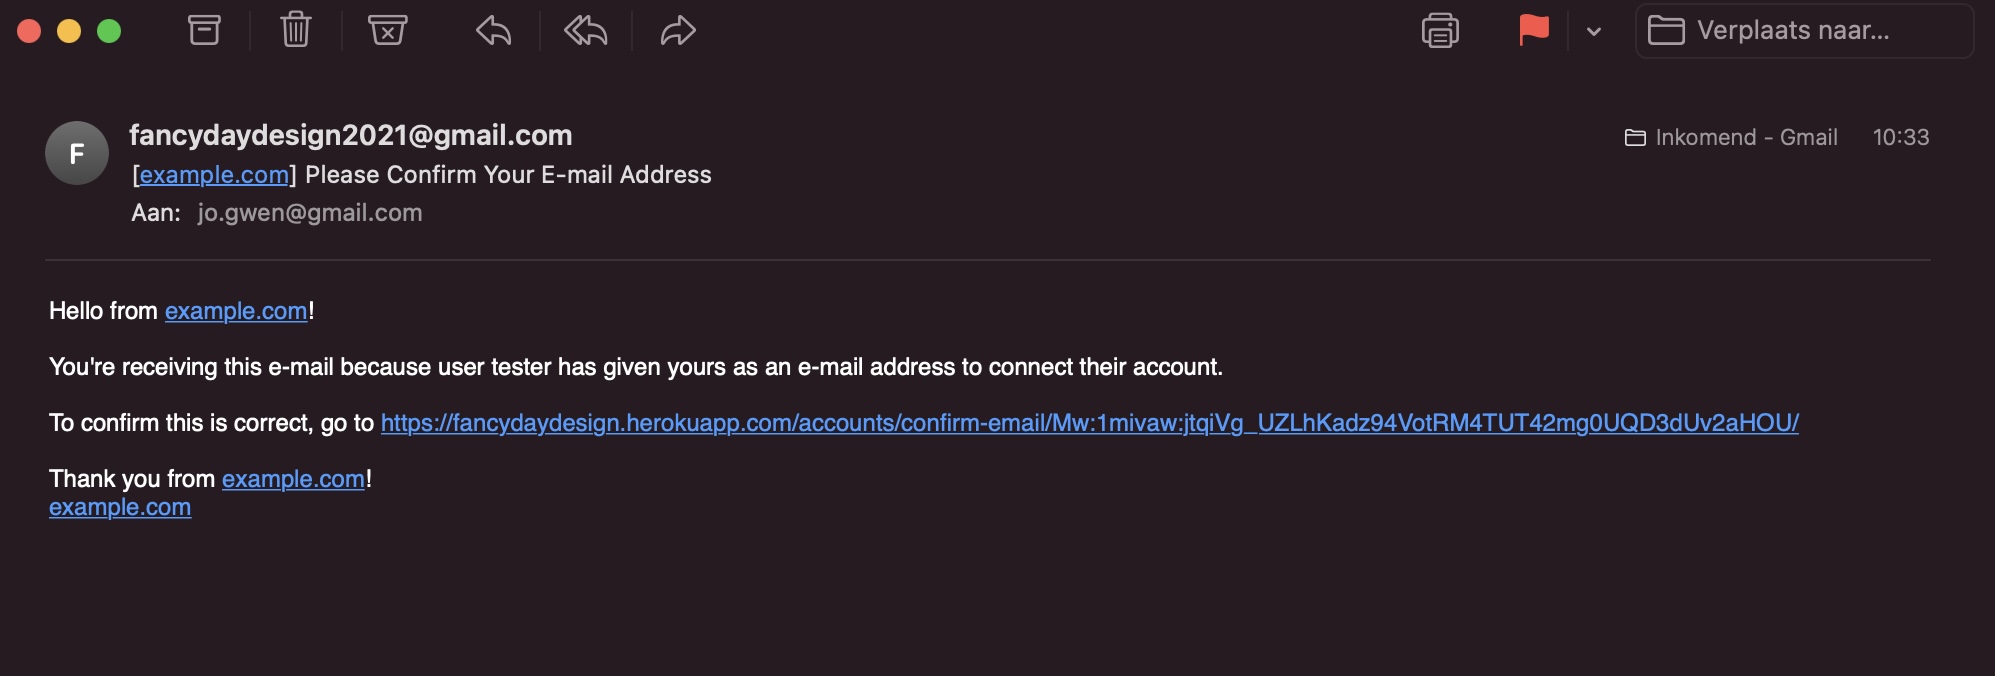 Verplaats naar...
F
fancydaydesign2021@gmail.com
Inkomend - Gmail 10:33
[example.com] Please Confirm Your E-mail Address
Aan: jo.gwen@gmail.com
Hello from example.com!
You're receiving this e-mail because user tester has given yours as an e-mail address to connect their account.
To confirm this is correct, go to https://fancydaydesign.herokuapp.com/accounts/confirm-email/Mw:1mivaw:jtqiVg_UZLhKadz94VotRM4TUT42mg0UQD3dUv2aHOU/
Thank you from example.com!
example.com